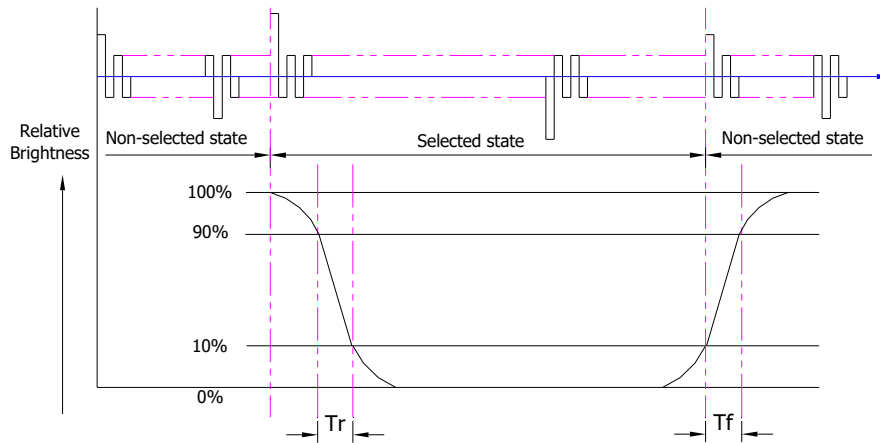 Relative
Brightness
Non-selected state
Selected state
Non-selected state
100%
90%
10%
0%
Tr
Tf